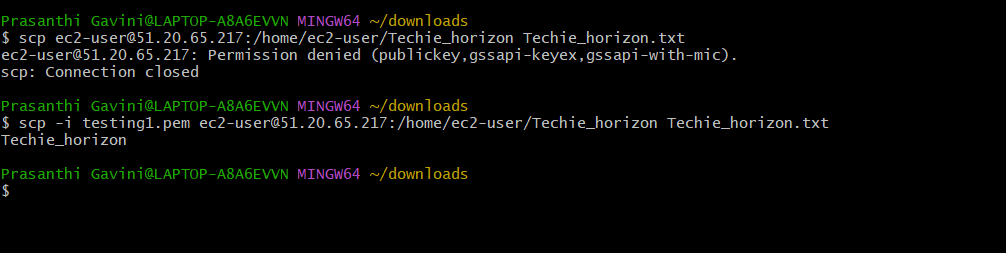 Prasanthi Gavini@LAPTOP-A8A6EVVN MINGW64 ~/downloads
$ scp ec2-user@51.20.65.217:/home/ec2-user/Techie_horizon Techie_horizon.txt
ec2-user@51.20.65.217: Permission denied (publickey,gssapi-keyex,gssapi-with-mic).
scp: Connection closed
Prasanthi Gavini@LAPTOP-A8A6EVVN MINGW64 ~/downloads
$ scp -i testing1.pem ec2-user@51.20.65.217:/home/ec2-user/Techie_horizon Techie_horizon.txt
Techie_horizon
Prasanthi Gavini@LAPTOP-A8A6EVVN MINGW64 ~/downloads
$